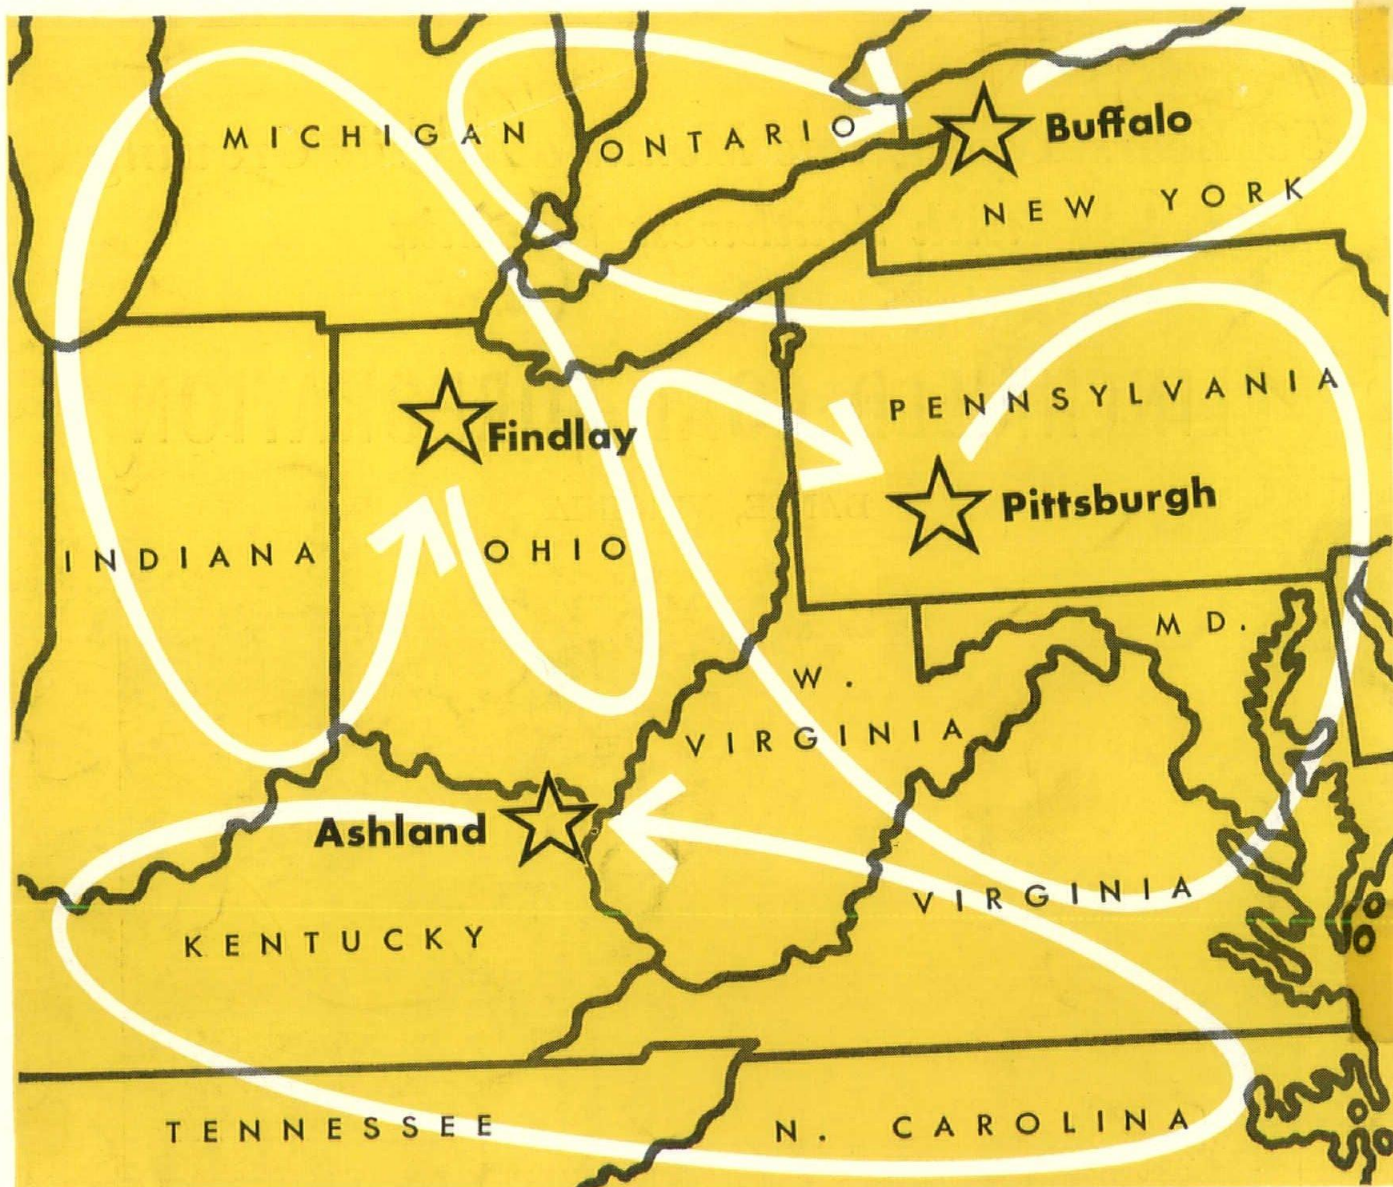 MICHIGAN
ONTARIO
Buffalo
NEW YORK
PENNSYLVANIA
Findlay
Pittsburgh
INDIANA
OHIO
MD.
W.
VIRGINIA
Ashland
VIRGINIA
KENTUCKY
TENNESSEE
N. CAROLINA